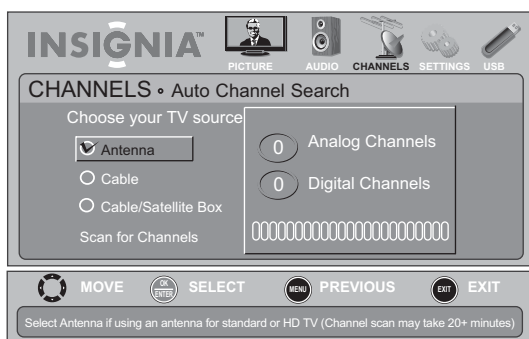 INSIGNIA™
PICTURE AUDIO CHANNELS SETTINGS USB
CHANNELS • Auto Channel Search
Choose your TV source
Antenna
Cable
Cable/Satellite Box
Scan for Channels
0 Analog Channels
0 Digital Channels
MOVE OK ENTER SELECT MENU PREVIOUS EXIT EXIT
Select Antenna if using an antenna for standard or HD TV (Channel scan may take 20+ minutes)